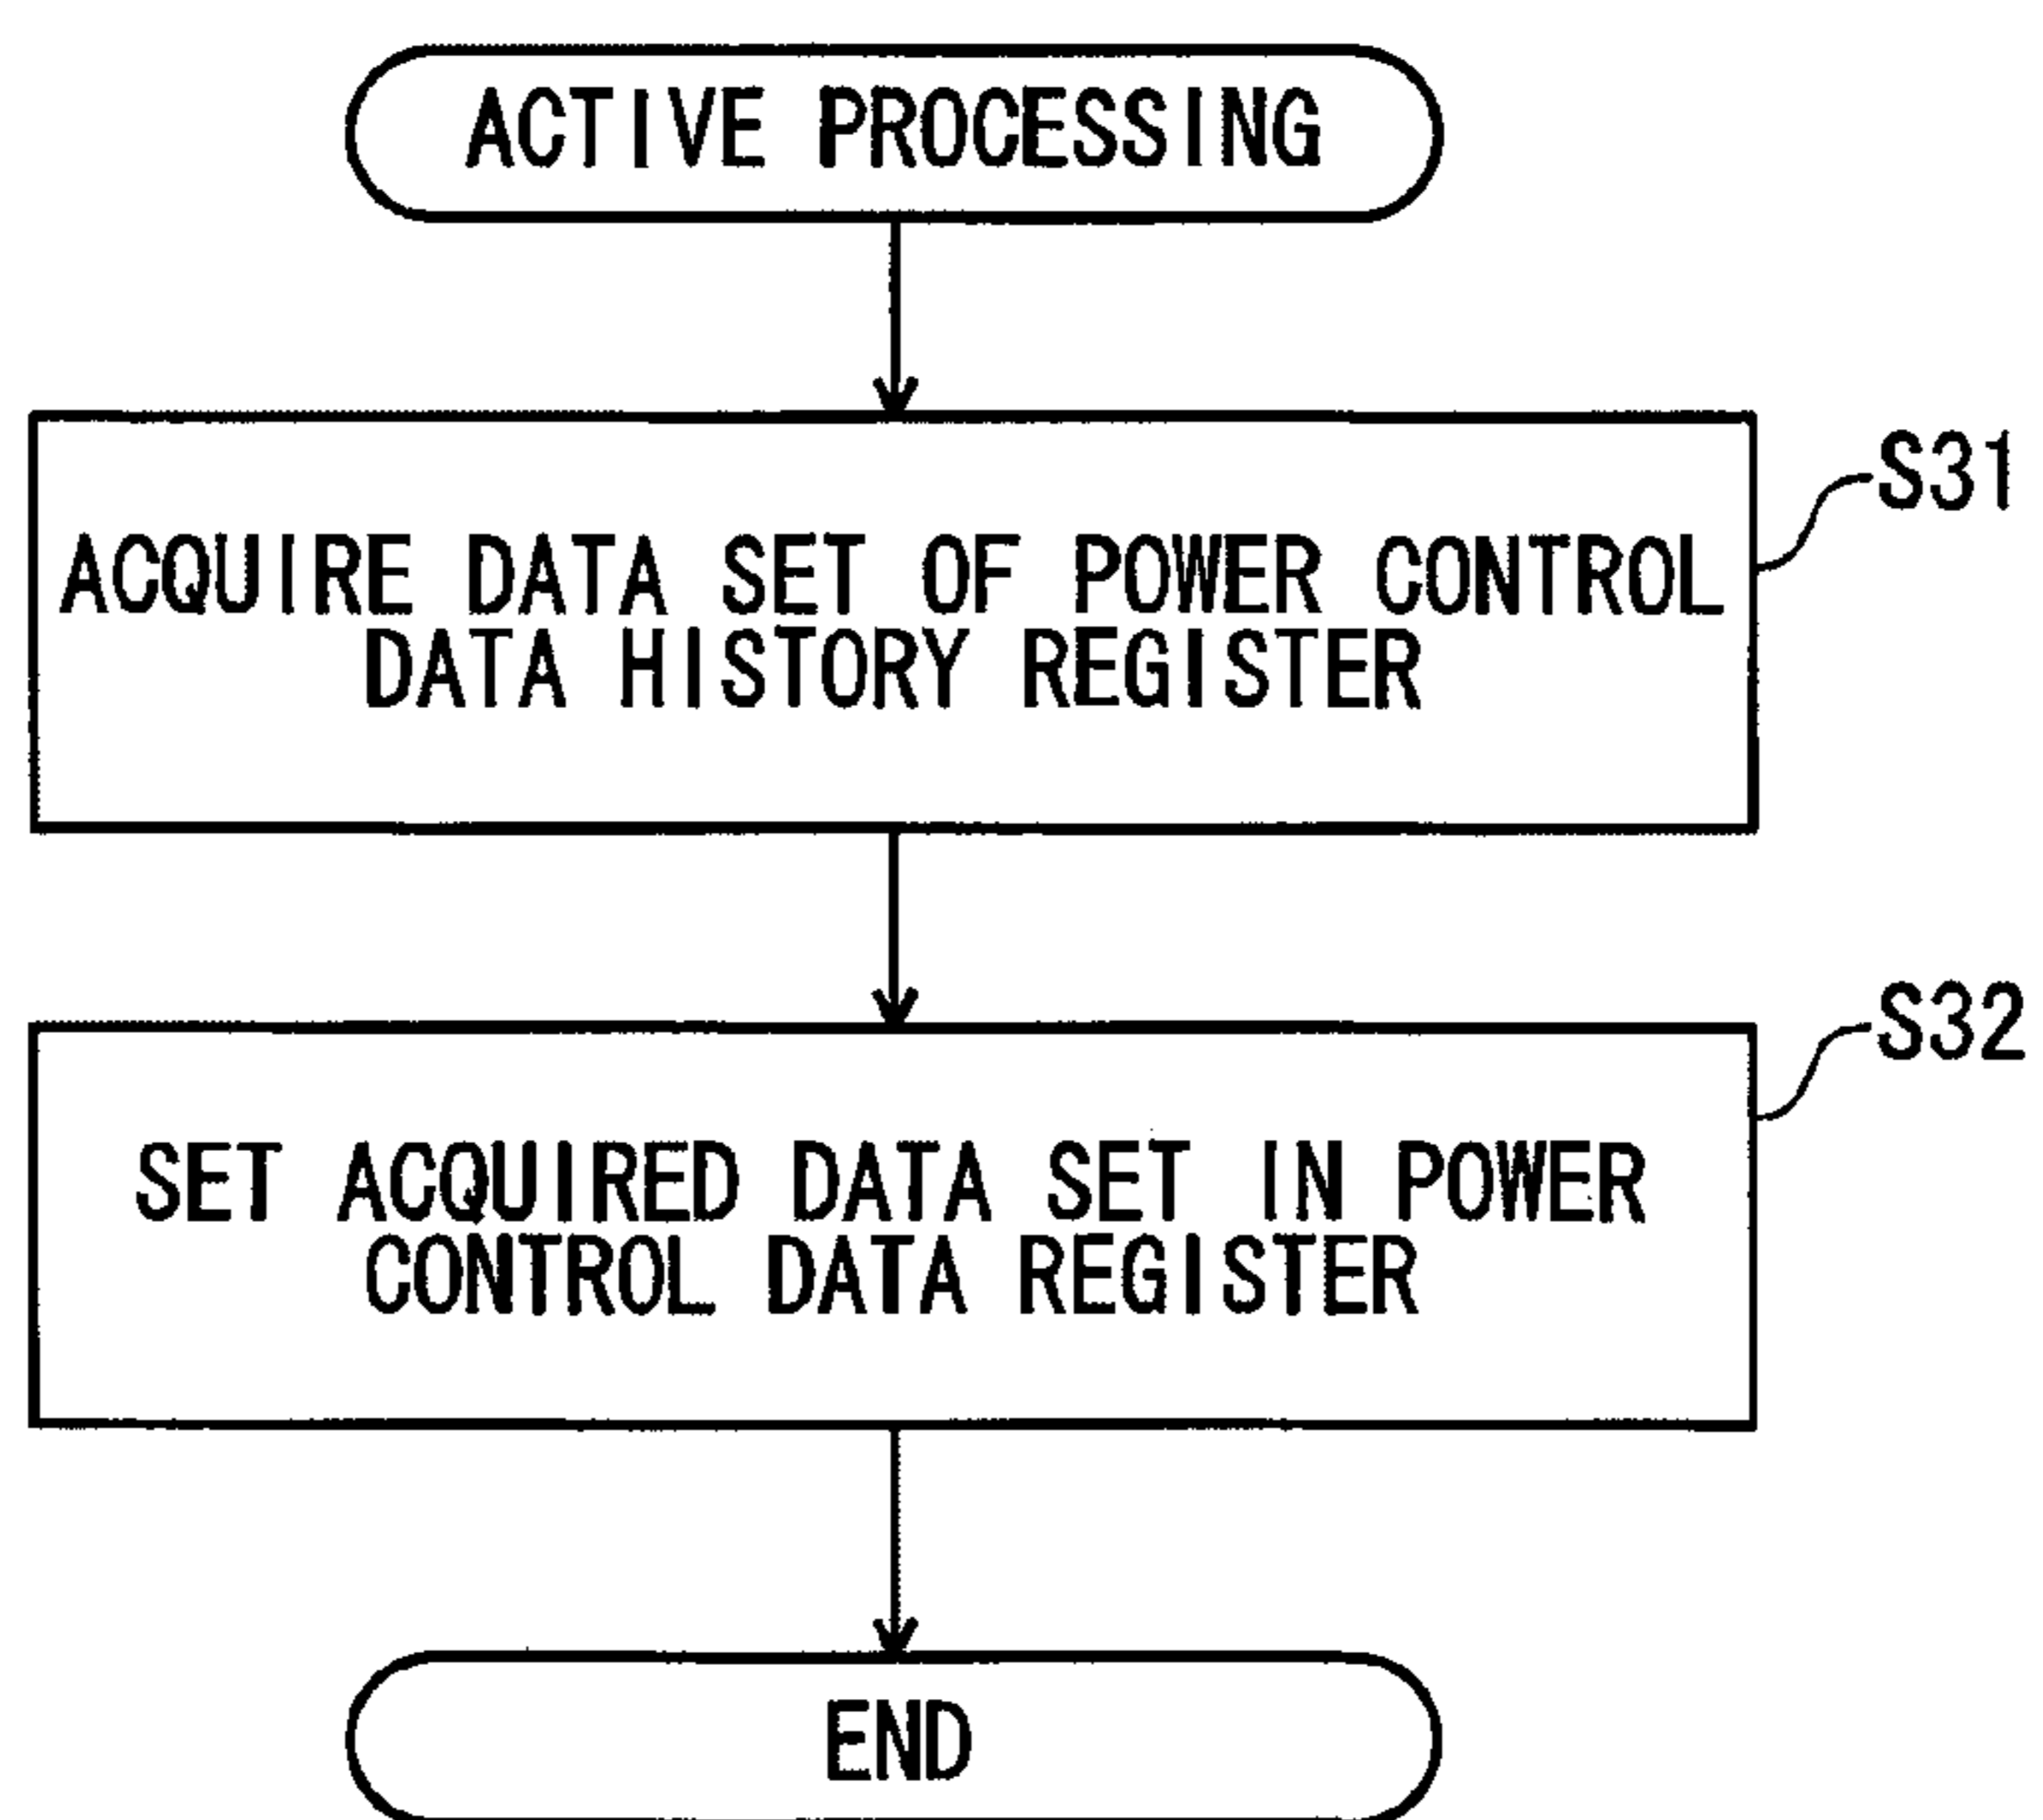 ACTIVE PROCESSING
S31
ACQUIRE DATA SET OF POWER CONTROL
DATA HISTORY REGISTER
S32
SET ACQUIRED DATA SET IN POWER
CONTROL DATA REGISTER
END